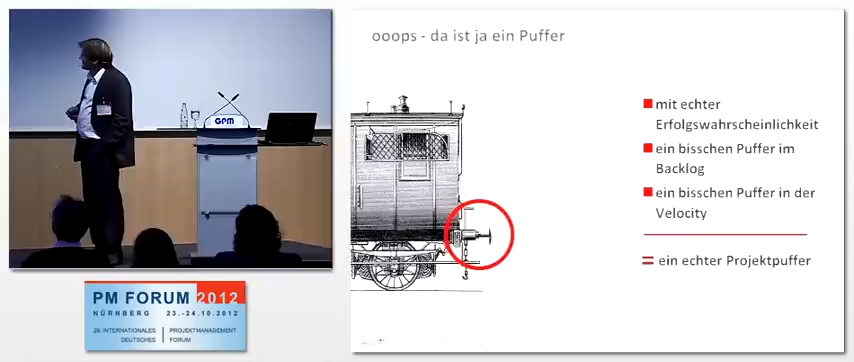 GPM
PM FORUM 2012
NÜRNBERG 23.-24.10.2012
29. INTERNATIONALES
DEUTSCHES
PROJEKTMANAGEMENT
FORUM
ooops - da ist ja ein Puffer
mit echter
Erfolgswahrscheinlichkeit
ein bisschen Puffer im
Backlog
ein bisschen Puffer in der
Velocity
= ein echter Projektpuffer